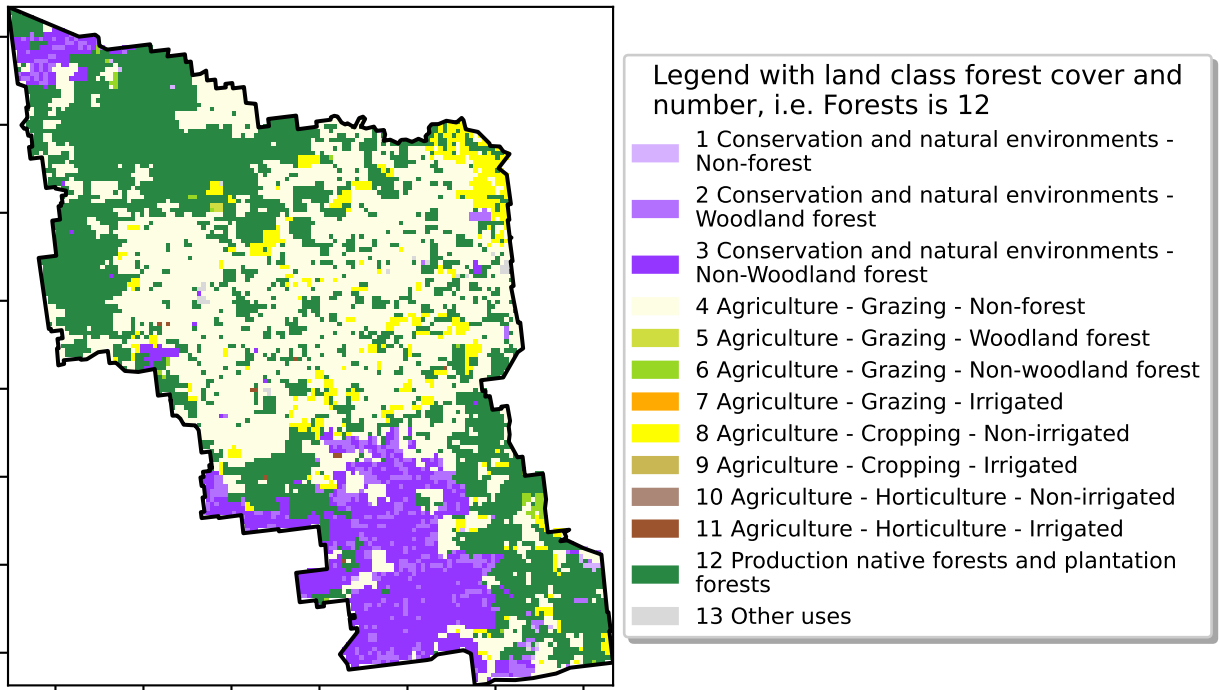 Legend with land class forest cover and
number, i.e. Forests is 12
1 Conservation and natural environments -
Non-forest
2 Conservation and natural environments -
Woodland forest
3 Conservation and natural environments -
Non-Woodland forest
4 Agriculture - Grazing - Non-forest
5 Agriculture - Grazing - Woodland forest
6 Agriculture - Grazing - Non-woodland forest
7 Agriculture - Grazing - Irrigated
8 Agriculture - Cropping - Non-irrigated
9 Agriculture - Cropping - Irrigated
10 Agriculture - Horticulture - Non-irrigated
11 Agriculture - Horticulture - Irrigated
12 Production native forests and plantation
forests
13 Other uses